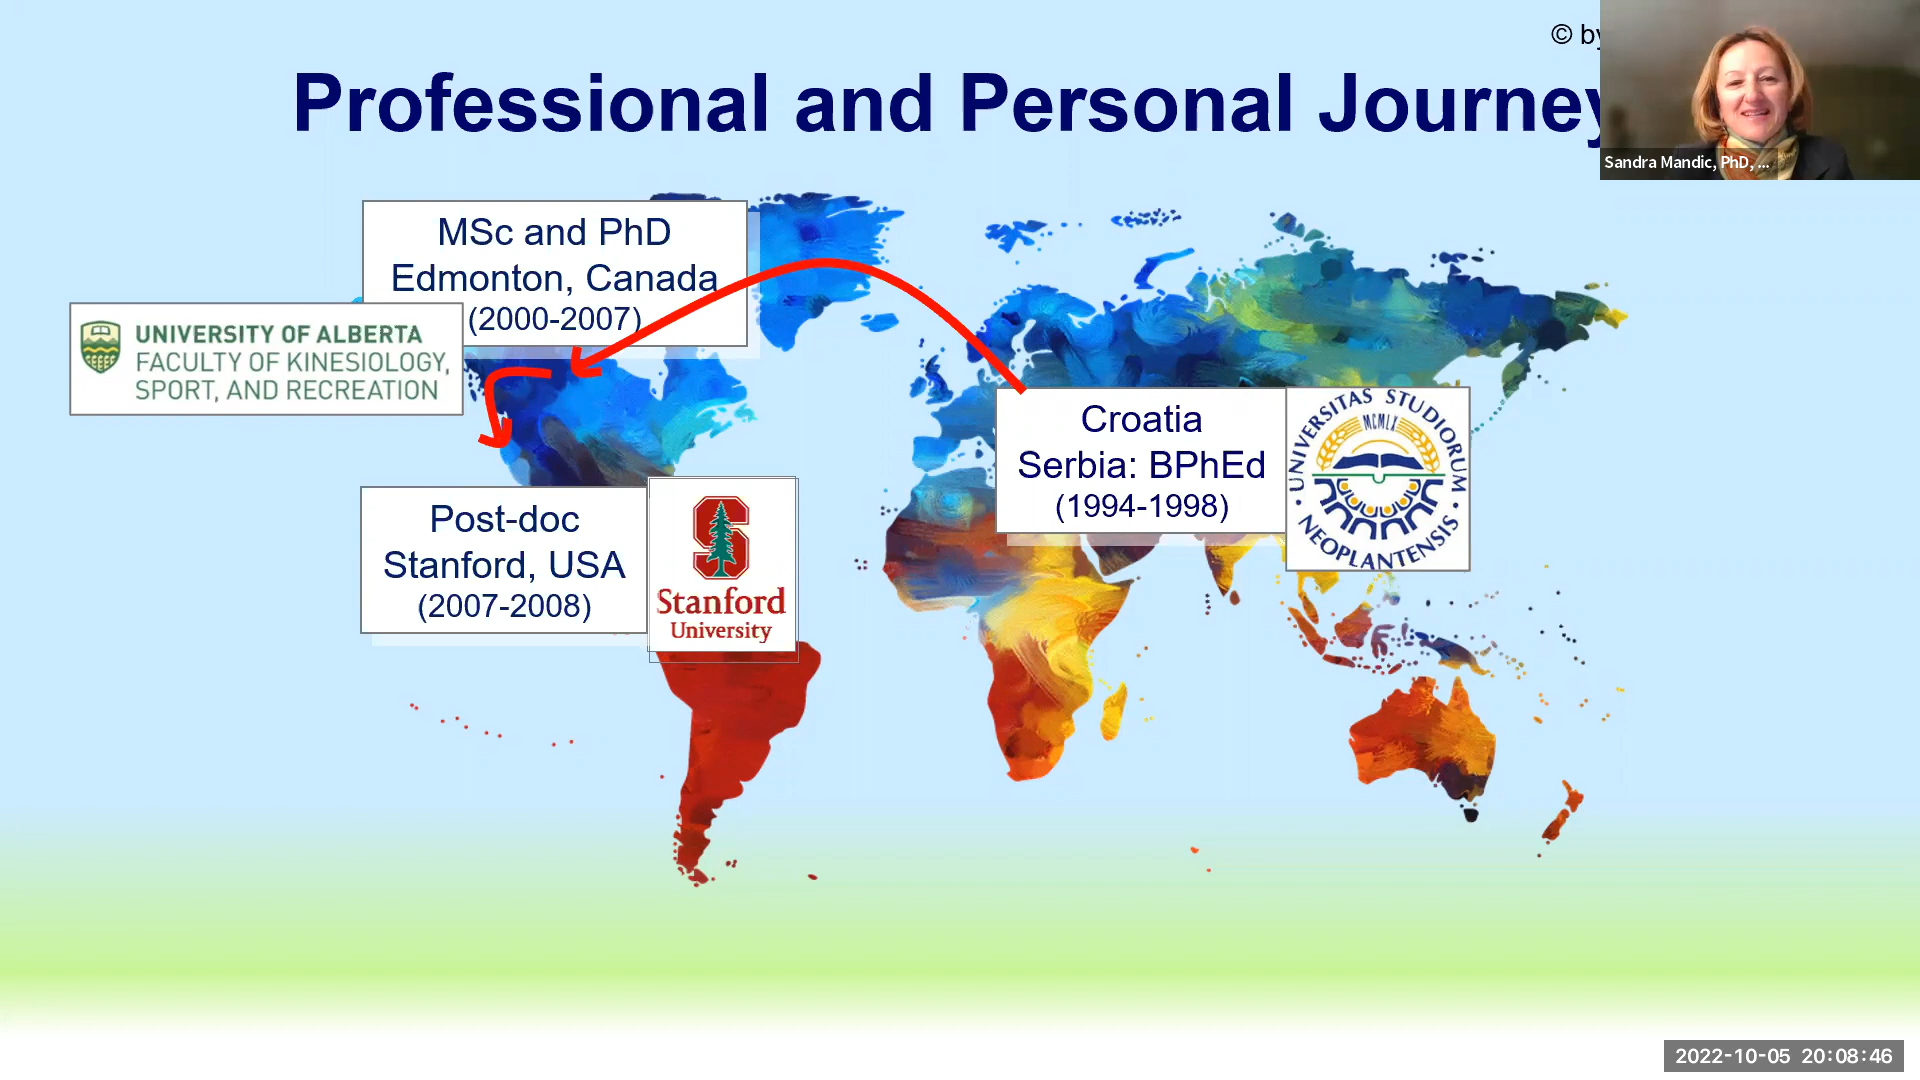 © by
Professional and Personal Journey
Sandra Mandic, PhD, ...
MSc and PhD
Edmonton, Canada
(2000-2007)
UNIVERSITY OF ALBERTA
FACULTY OF KINESIOLOGY,
SPORT, AND RECREATION
Croatia
Serbia: BPhEd
(1994-1998)
UNIVERSITAS STUDIORUM
MCMLX
NEOPLANTENSIS
Post-doc
Stanford, USA
(2007-2008)
Stanford
University
2022-10-05 20:08:46